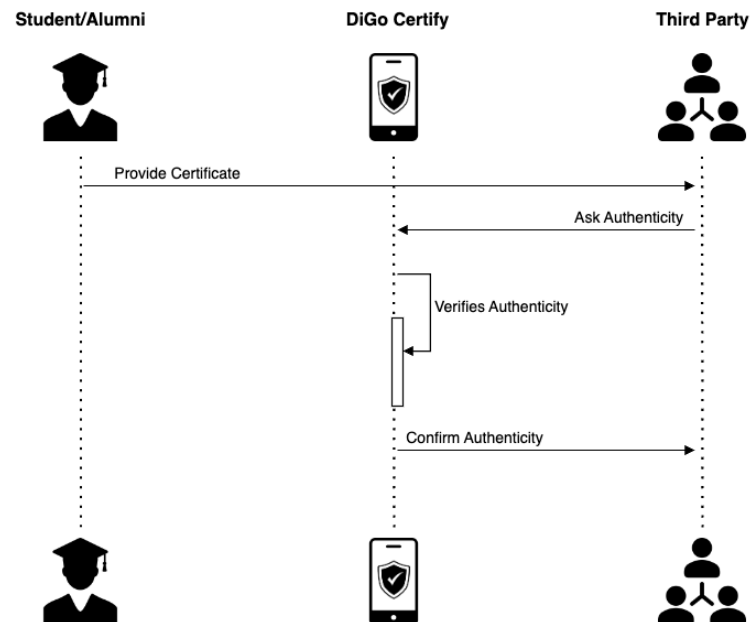 Student/Alumni
DiGo Certify
Third Party
Provide Certificate
Ask Authenticity
Verifies Authenticity
Confirm Authenticity